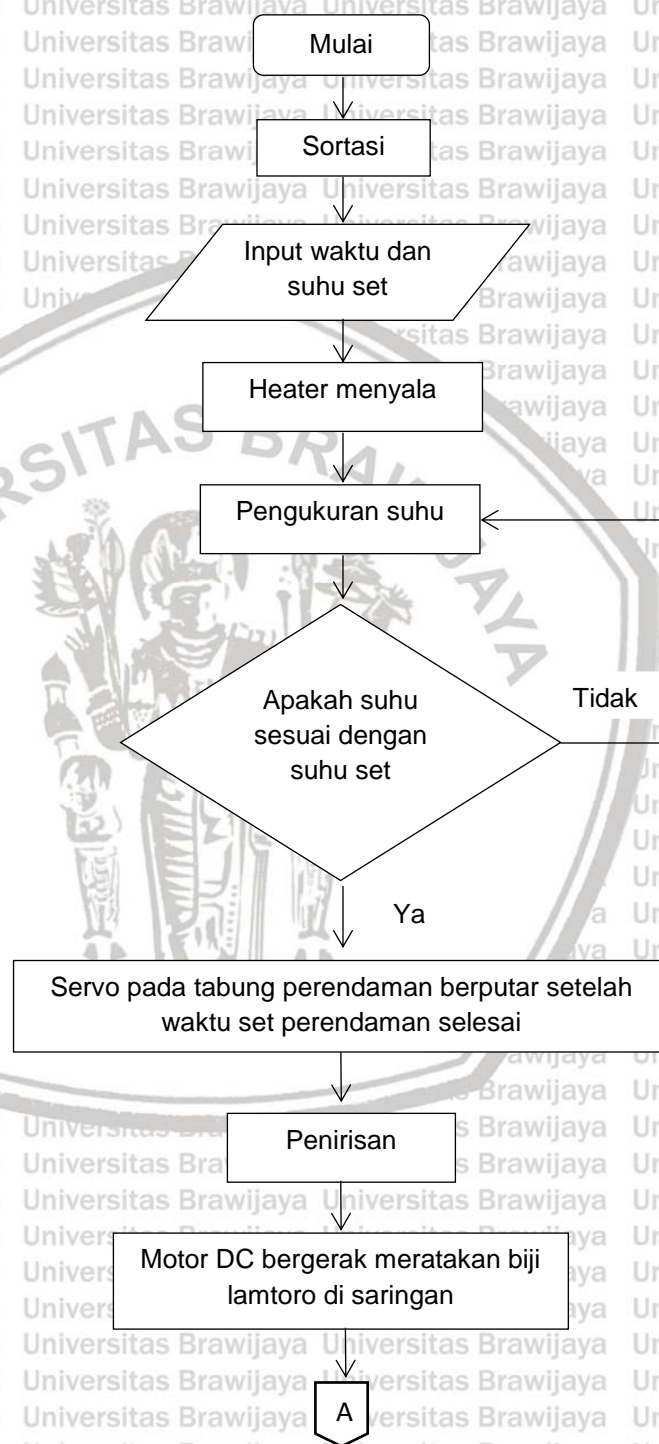 Mulai
Sortasi
Input waktu dan
suhu set
Heater menyala
Pengukuran suhu
Apakah suhu
sesuai dengan
suhu set
Tidak
Ya
Servo pada tabung perendaman berputar setelah
waktu set perendaman selesai
Penirisan
Motor DC bergerak meratakan biji
lamtoro di saringan
A